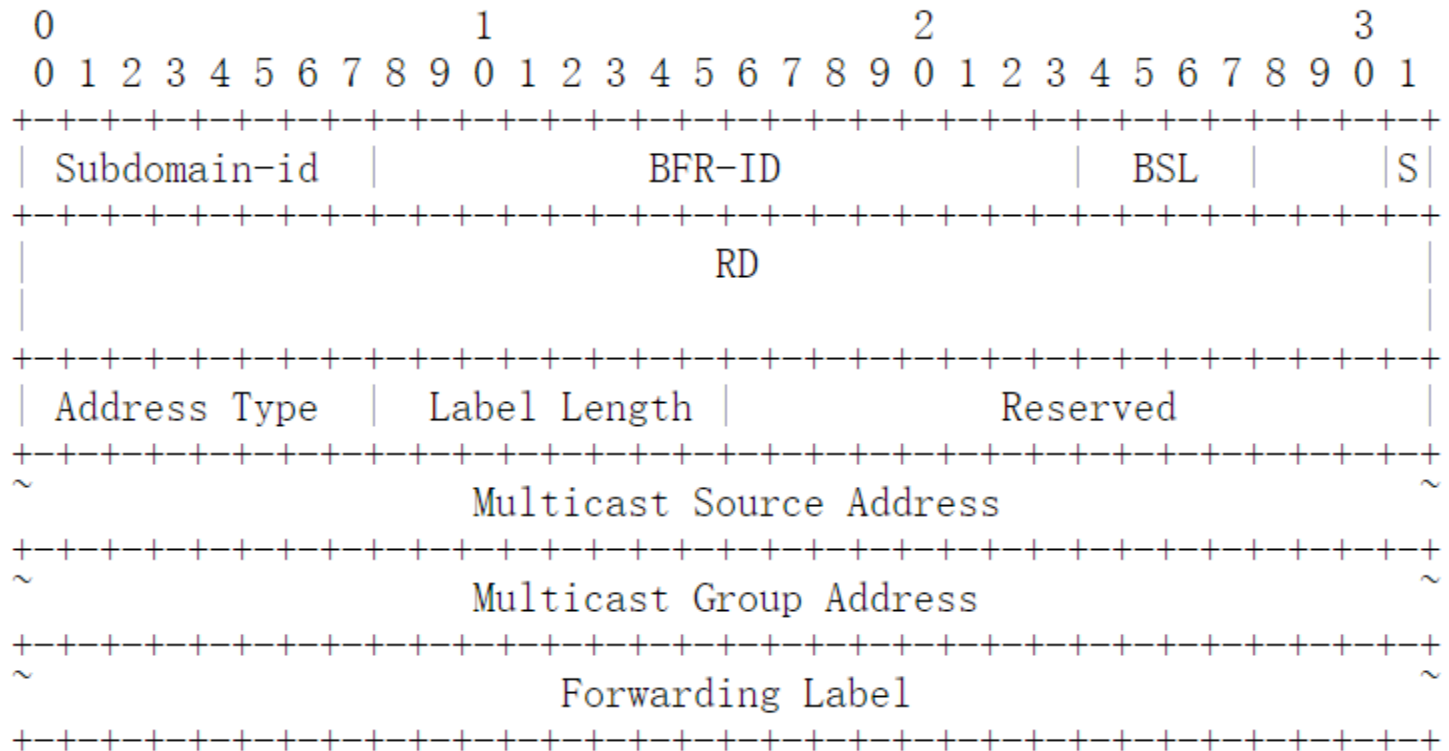 0                   1                   2                   3
 0 1 2 3 4 5 6 7 8 9 0 1 2 3 4 5 6 7 8 9 0 1 2 3 4 5 6 7 8 9 0 1
+-+-+-+-+-+-+-+-+-+-+-+-+-+-+-+-+-+-+-+-+-+-+-+-+-+-+-+-+-+-+-+-+
| Subdomain-id  |            BFR-ID             |  BSL  |     |S|
+-+-+-+-+-+-+-+-+-+-+-+-+-+-+-+-+-+-+-+-+-+-+-+-+-+-+-+-+-+-+-+-+
|                               RD                              |
|                                                               |
+-+-+-+-+-+-+-+-+-+-+-+-+-+-+-+-+-+-+-+-+-+-+-+-+-+-+-+-+-+-+-+-+
| Address Type  |  Label Length |            Reserved           |
+-+-+-+-+-+-+-+-+-+-+-+-+-+-+-+-+-+-+-+-+-+-+-+-+-+-+-+-+-+-+-+-+
~                    Multicast Source Address                   ~
+-+-+-+-+-+-+-+-+-+-+-+-+-+-+-+-+-+-+-+-+-+-+-+-+-+-+-+-+-+-+-+-+
~                    Multicast Group Address                    ~
+-+-+-+-+-+-+-+-+-+-+-+-+-+-+-+-+-+-+-+-+-+-+-+-+-+-+-+-+-+-+-+-+
~                        Forwarding Label                       ~
+-+-+-+-+-+-+-+-+-+-+-+-+-+-+-+-+-+-+-+-+-+-+-+-+-+-+-+-+-+-+-+-+